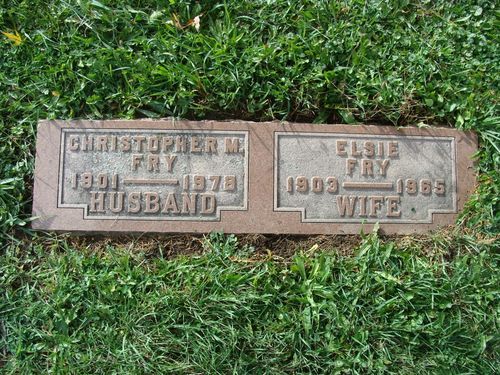 CHRISTOPHER M.
FRY
1901 — 1978
HUSBAND
ELSIE
FRY
1903 — 1965
WIFE